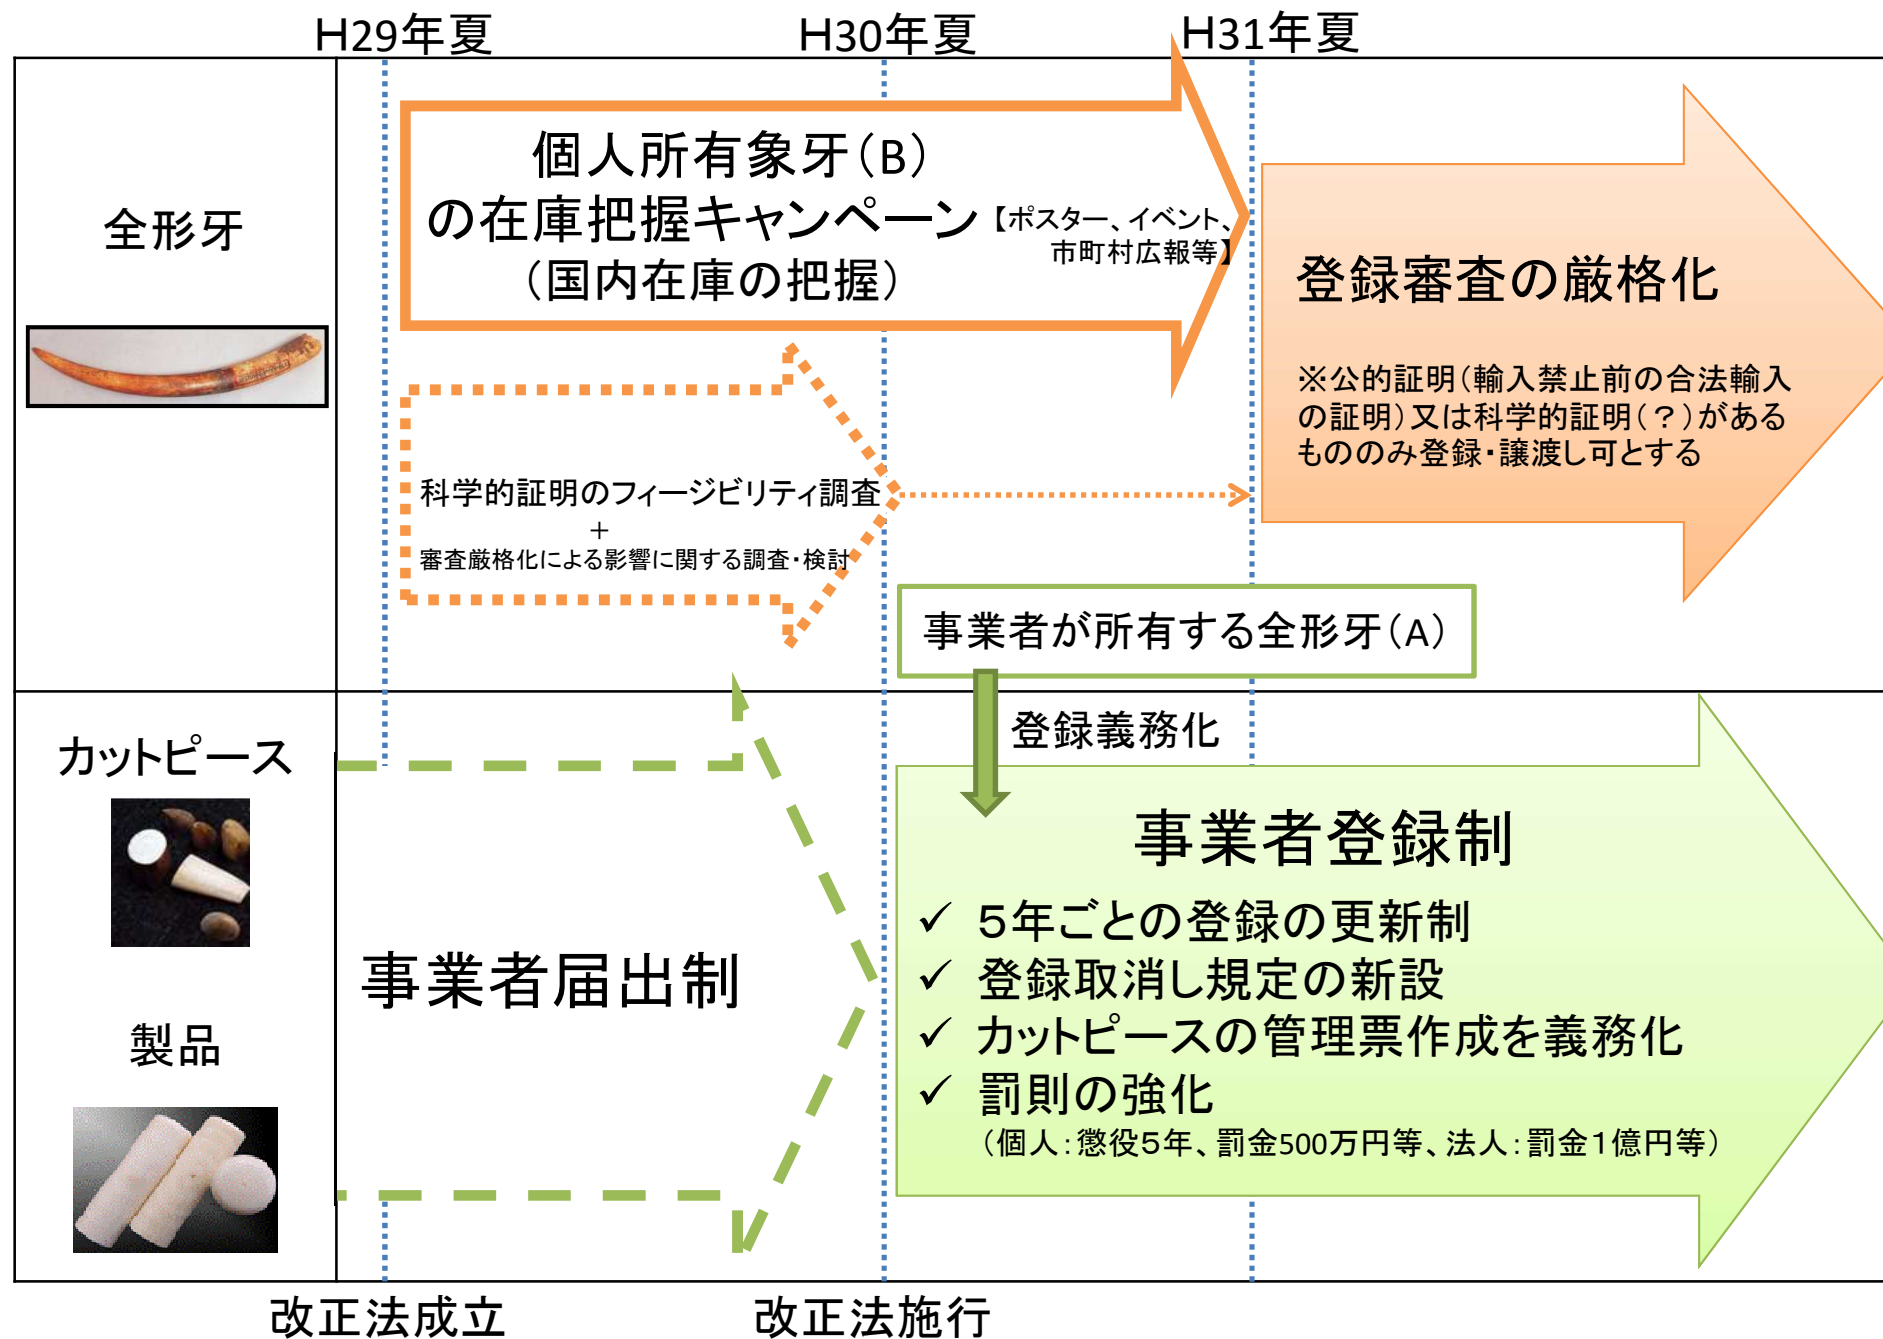 H29年夏
H30年夏
H31年夏
全形牙
個人所有象牙(B)
の在庫把握キャンペーン
(国内在庫の把握)
【ポスター、イベント、
市町村広報等】
登録審査の厳格化
※公的証明(輸入禁止前の合法輸入
の証明)又は科学的証明(?)がある
もののみ登録・譲渡し可とする
科学的証明のフィージビリティ調査
+
審査厳格化による影響に関する調査・検討
事業者が所有する全形牙(A)
登録義務化
カットピース
製品
事業者届出制
事業者登録制
✓ 5年ごとの登録の更新制
✓ 登録取消し規定の新設
✓ カットピースの管理票作成を義務化
✓ 罰則の強化
(個人:懲役5年、罰金500万円等、法人:罰金1億円等)
改正法成立
改正法施行